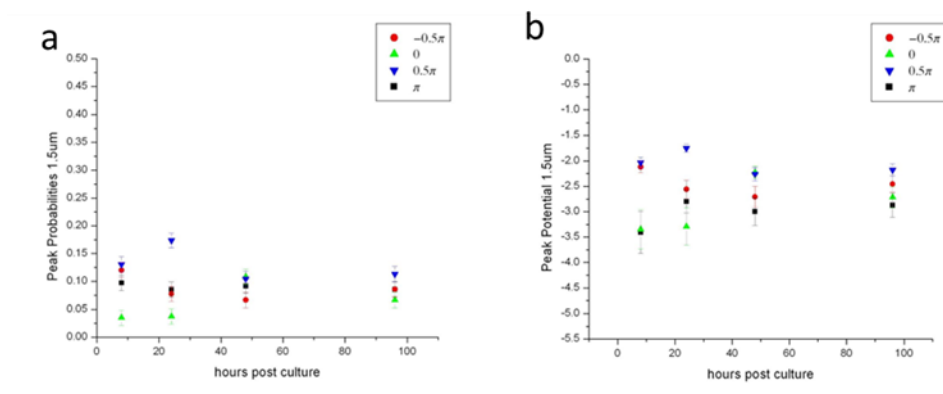 a
−0.5π
0
0.5π
π
0.50
0.45
0.40
0.35
0.30
0.25
0.20
0.15
0.10
0.05
0.00
Peak Probabilities 1.5um
0 20 40 60 80 100
hours post culture
b
−0.5π
0
0.5π
π
0.0
-0.5
-1.0
-1.5
-2.0
-2.5
-3.0
-3.5
-4.0
-4.5
-5.0
-5.5
Peak Potential 1.5um
0 20 40 60 80 100
hours post culture